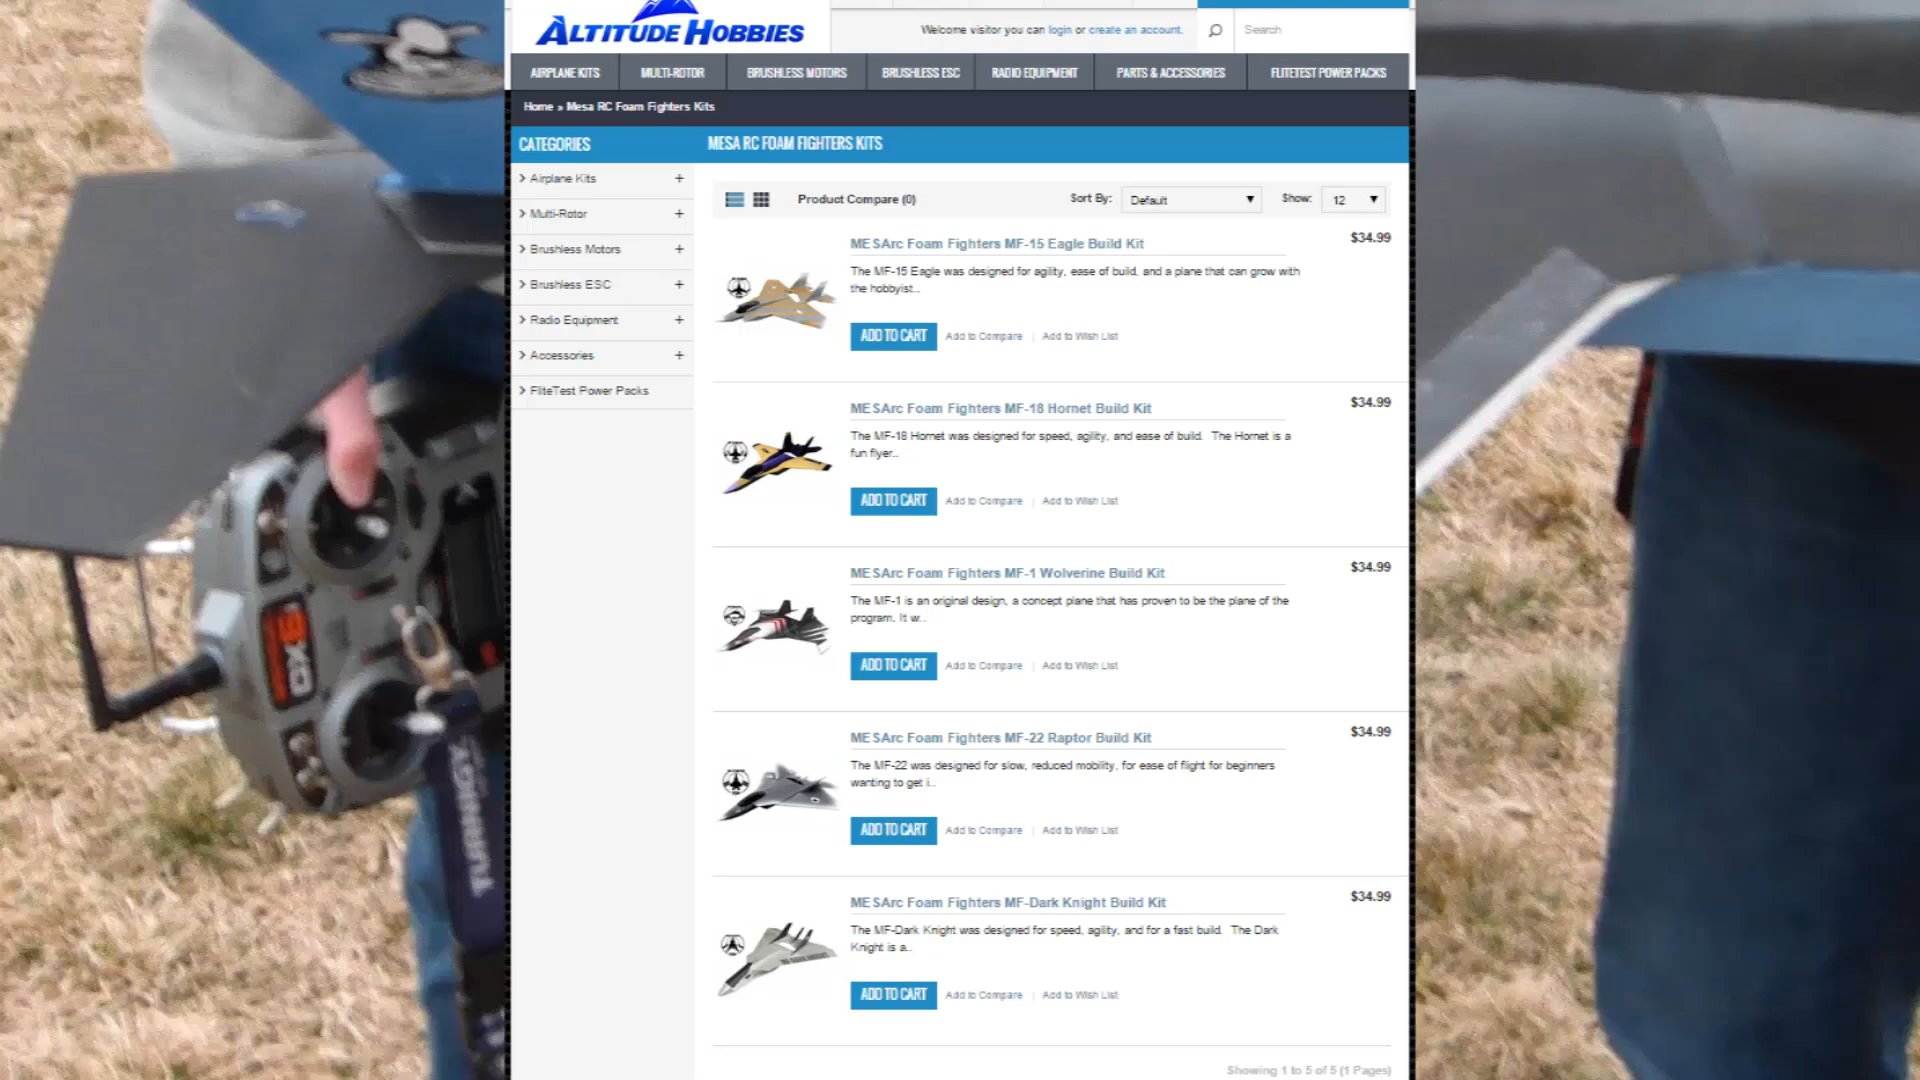 ALTITUDE HOBBIES
Welcome visitor you can login or create an account.
Search
AIRPLANE KITS MULTI-ROTOR BRUSHLESS MOTORS BRUSHLESS ESC RADIO EQUIPMENT PARTS & ACCESSORIES FLITETEST POWER PACKS
Home » Mesa RC Foam Fighters Kits
CATEGORIES
Airplane Kits +
Multi-Rotor +
Brushless Motors +
Brushless ESC +
Radio Equipment +
Accessories +
FliteTest Power Packs
MESA RC FOAM FIGHTERS KITS
Product Compare (0) Sort By: Default Show: 12
MESArc Foam Fighters MF-15 Eagle Build Kit $34.99
The MF-15 Eagle was designed for agility, ease of build, and a plane that can grow with
the hobbyist..
ADD TO CART Add to Compare | Add to Wish List
MESArc Foam Fighters MF-18 Hornet Build Kit $34.99
The MF-18 Hornet was designed for speed, agility, and ease of build. The Hornet is a
fun flyer..
ADD TO CART Add to Compare | Add to Wish List
MESArc Foam Fighters MF-1 Wolverine Build Kit $34.99
The MF-1 is an original design, a concept plane that has proven to be the plane of the
program. It w..
ADD TO CART Add to Compare | Add to Wish List
MESArc Foam Fighters MF-22 Raptor Build Kit $34.99
The MF-22 was designed for slow, reduced mobility, for ease of flight for beginners
wanting to get i..
ADD TO CART Add to Compare | Add to Wish List
MESArc Foam Fighters MF-Dark Knight Build Kit $34.99
The MF-Dark Knight was designed for speed, agility, and for a fast build. The Dark
Knight is a..
ADD TO CART Add to Compare | Add to Wish List
Showing 1 to 5 of 5 (1 Pages)
9XR
TURNIGY